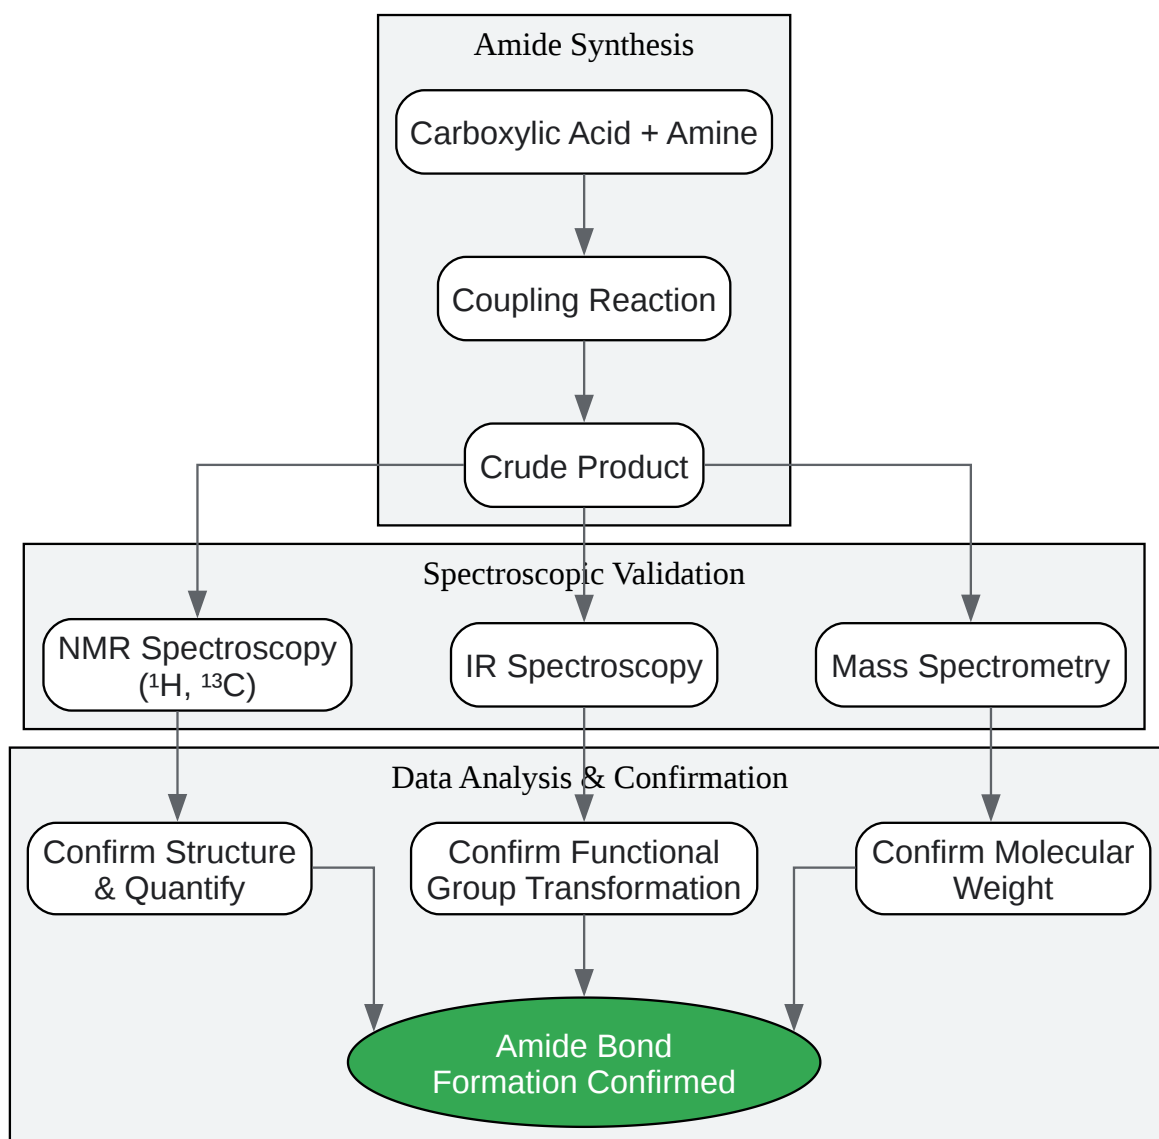 Amide Synthesis
Carboxylic Acid + Amine
Coupling Reaction
Crude Product
Spectroscopic Validation
NMR Spectroscopy
(¹H, ¹³C)
IR Spectroscopy
Mass Spectrometry
Data Analysis & Confirmation
Confirm Structure
& Quantify
Confirm Functional
Group Transformation
Confirm Molecular
Weight
Amide Bond
Formation Confirmed